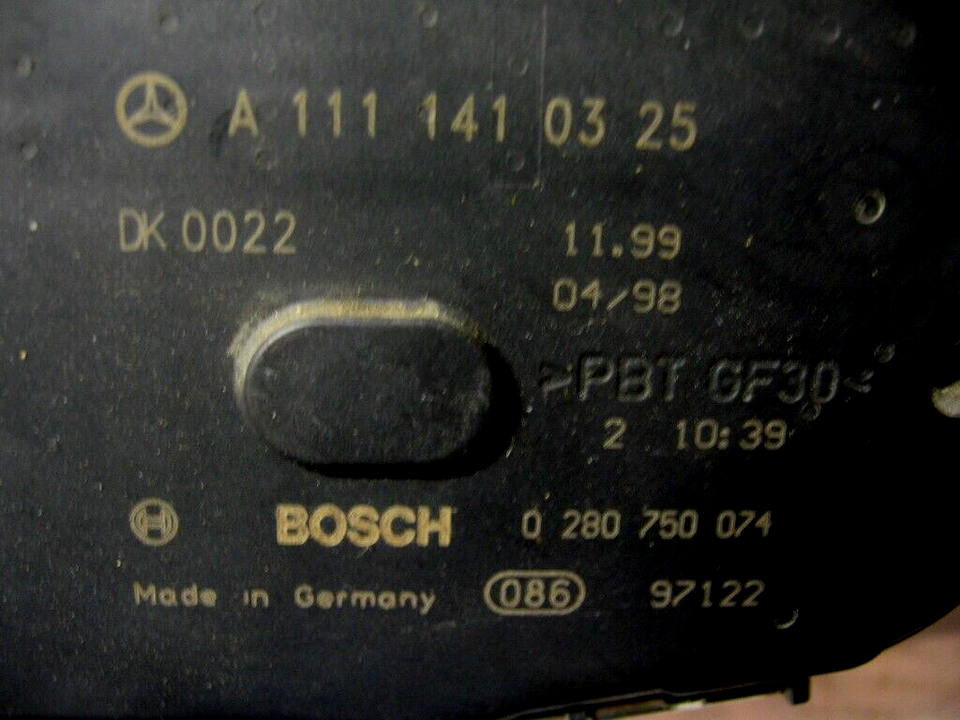 A 111 141 03 25
DK 0022
11.99
04/98
>PBT GF30<
2 10:39
BOSCH 0 280 750 074
Made in Germany 086 97122